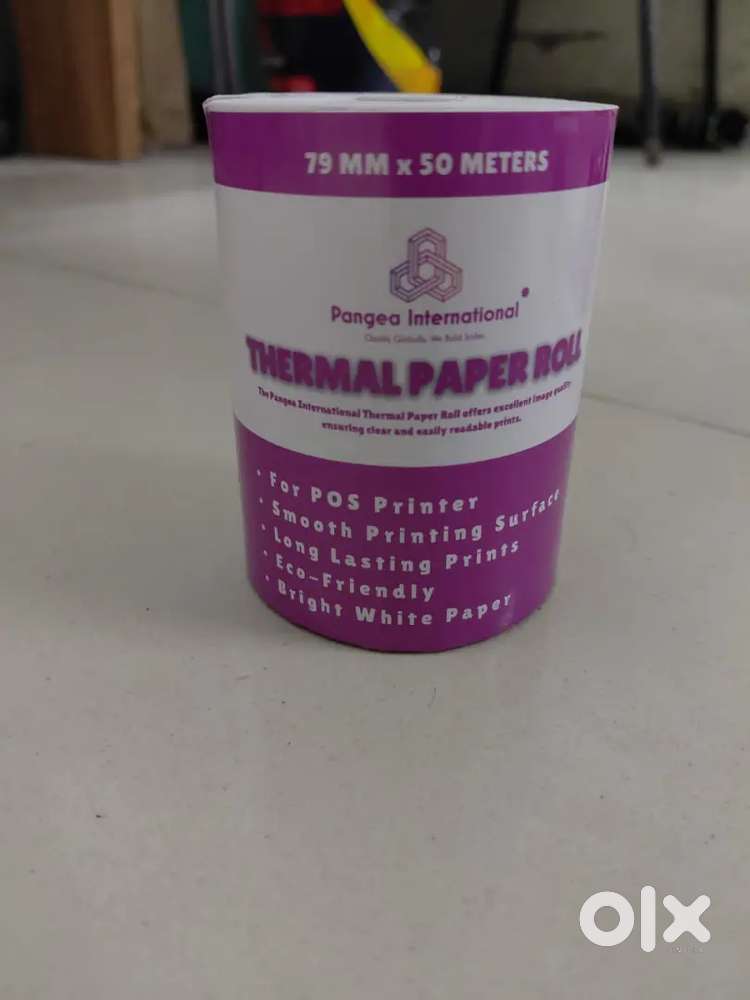 79 MM x 50 METERS
Pangea International
THERMAL PAPER ROLL
The Pangea International Thermal Paper Roll offers excellent image quality
ensuring clear and easily readable prints.
• For POS Printer
• Smooth Printing Surface
• Long Lasting Prints
• Eco-Friendly
• Bright White Paper
olx